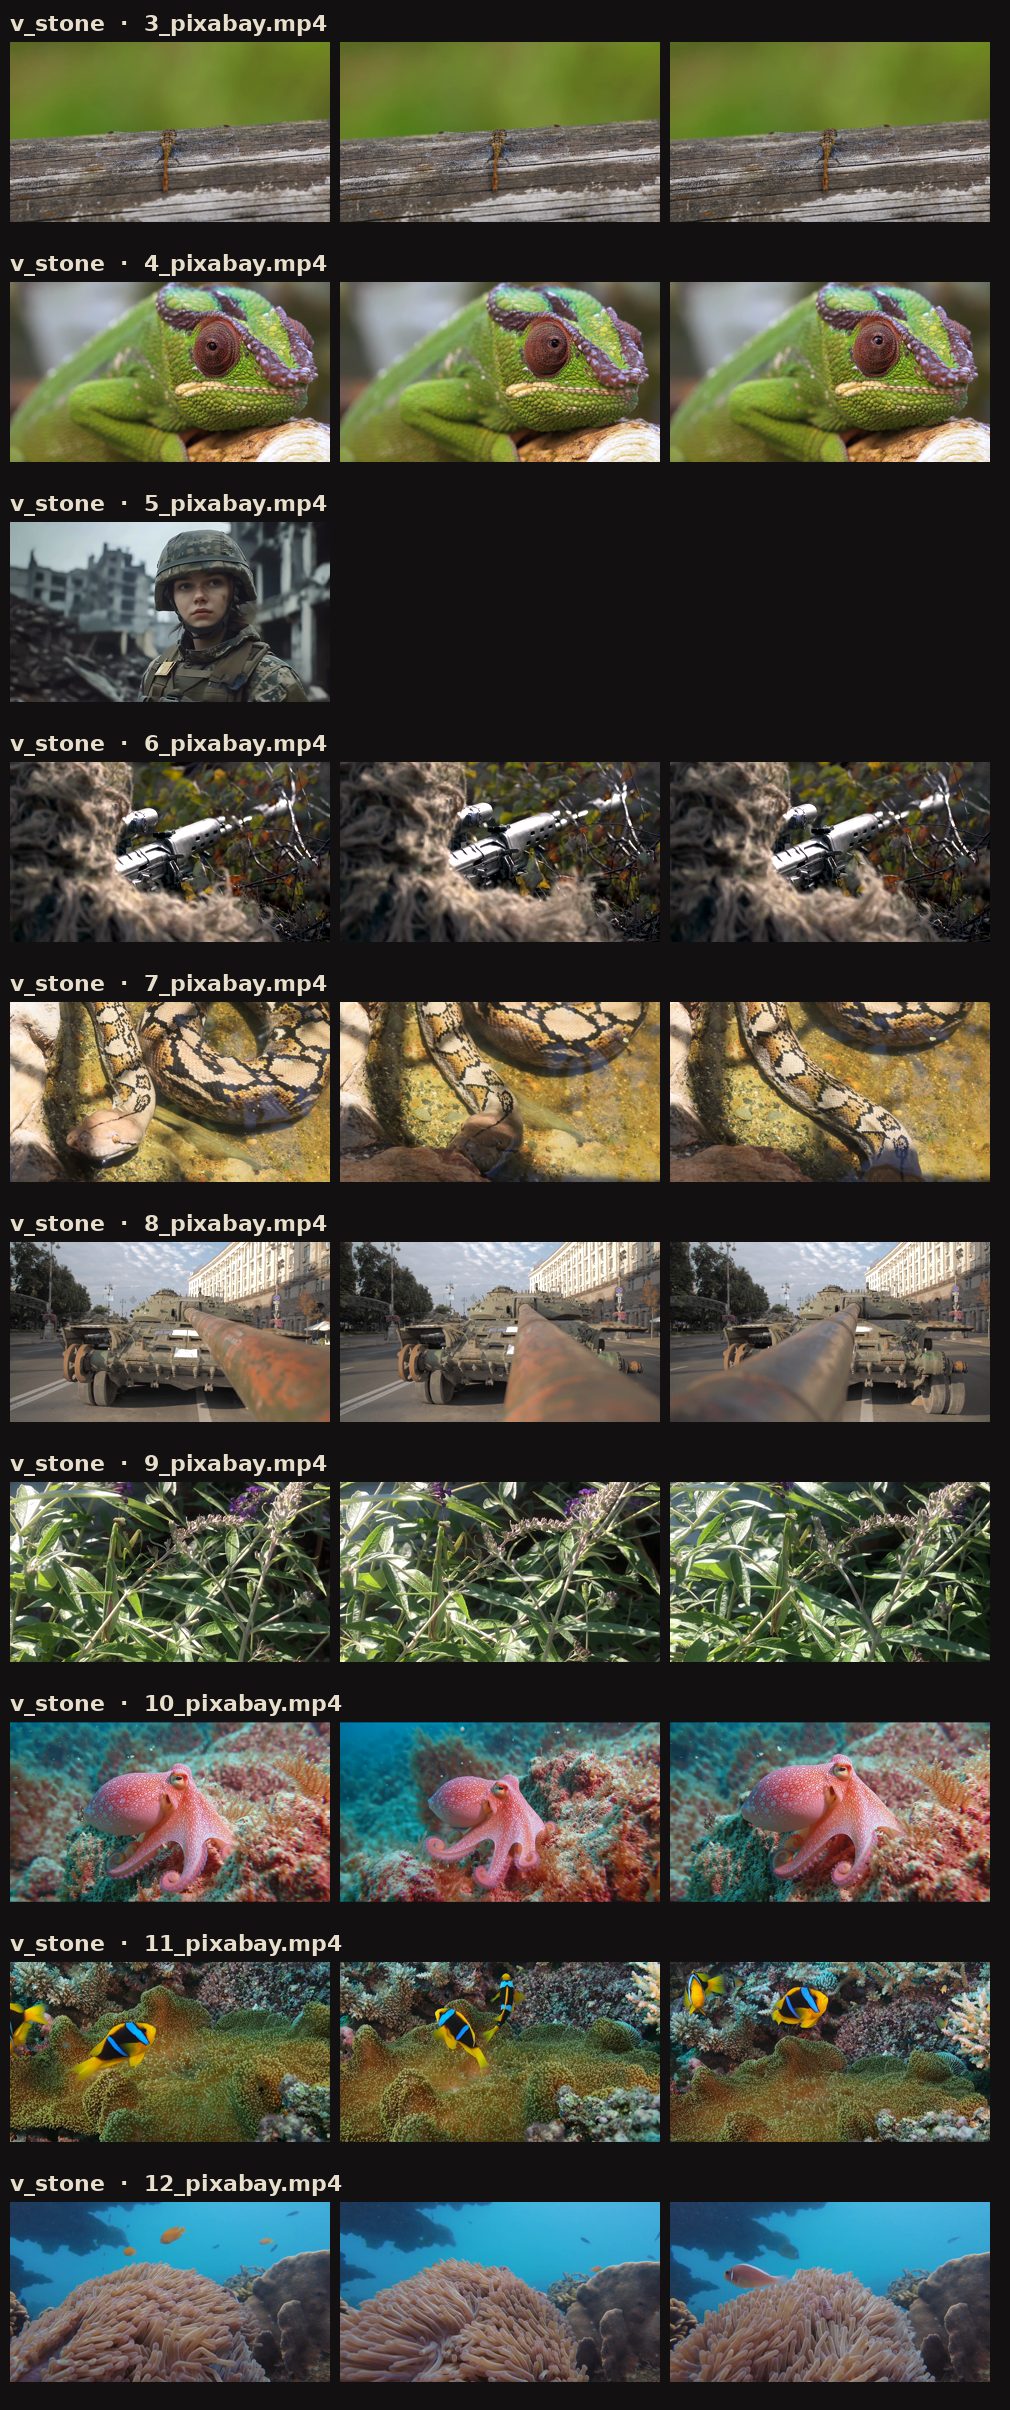 v_stone · 3_pixabay.mp4
v_stone · 4_pixabay.mp4
v_stone · 5_pixabay.mp4
v_stone · 6_pixabay.mp4
v_stone · 7_pixabay.mp4
v_stone · 8_pixabay.mp4
v_stone · 9_pixabay.mp4
v_stone · 10_pixabay.mp4
v_stone · 11_pixabay.mp4
v_stone · 12_pixabay.mp4